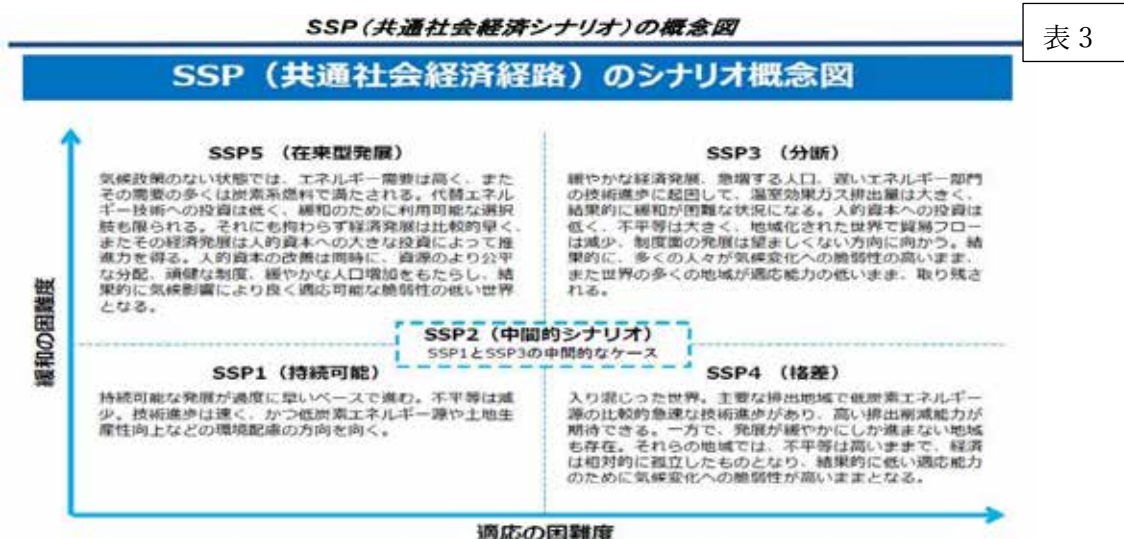 SSP(共通社会経済シナリオ)の概念図
表3
SSP(共通社会経済経路)のシナリオ概念図
SSP5(在来型発展)
気候政策のない状態では、エネルギー需要は高く、また
その需要の多くは炭素系燃料で満たされる。代替エネル
ギー技術への投資は低く、緩和のために利用可能な選択
肢も限られる。それにも拘わらず経済発展は比較的早く、
またその経済発展は人的資本への大きな投資によって推
進力を得る。人的資本の改善は同時に、資源のより公平
な分配、頑健な制度、緩やかな人口増加をもたらし、結
果的に気候影響により良く適応可能な脆弱性の低い世界
となる。
SSP3(分断)
緩やかな経済発展、急増する人口、遅いエネルギー部門
の技術進歩に起因して、温室効果ガス排出量は大きく、
結果的に緩和が困難な状況になる。人的資本への投資は
低く、不平等は大きく、地域化された世界で貿易フロー
は減少、制度面の発展は望ましくない方向に向かう。結
果的に、多くの人々が気候変化への脆弱性の高いまま、
また世界の多くの地域が適応能力の低いまま、取り残さ
れる。
SSP2(中間的シナリオ)
SSP1とSSP3の中間的なケース
SSP1(持続可能)
持続可能な発展が適度に早いペースで進む。不平等は減
少。技術進歩は速く、かつ低炭素エネルギー源や土地生
産性向上などの環境配慮の方向を向く。
SSP4(格差)
入り混じった世界。主要な排出地域で低炭素エネルギー
源の比較的急速な技術進歩があり、高い排出削減能力が
期待できる。一方で、発展が緩やかにしか進まない地域
も存在。それらの地域では、不平等は高いままで、経済
は相対的に孤立したものとなり、結果的に低い適応能力
のために気候変化への脆弱性が高いままとなる。
緩和の困難度
適応の困難度